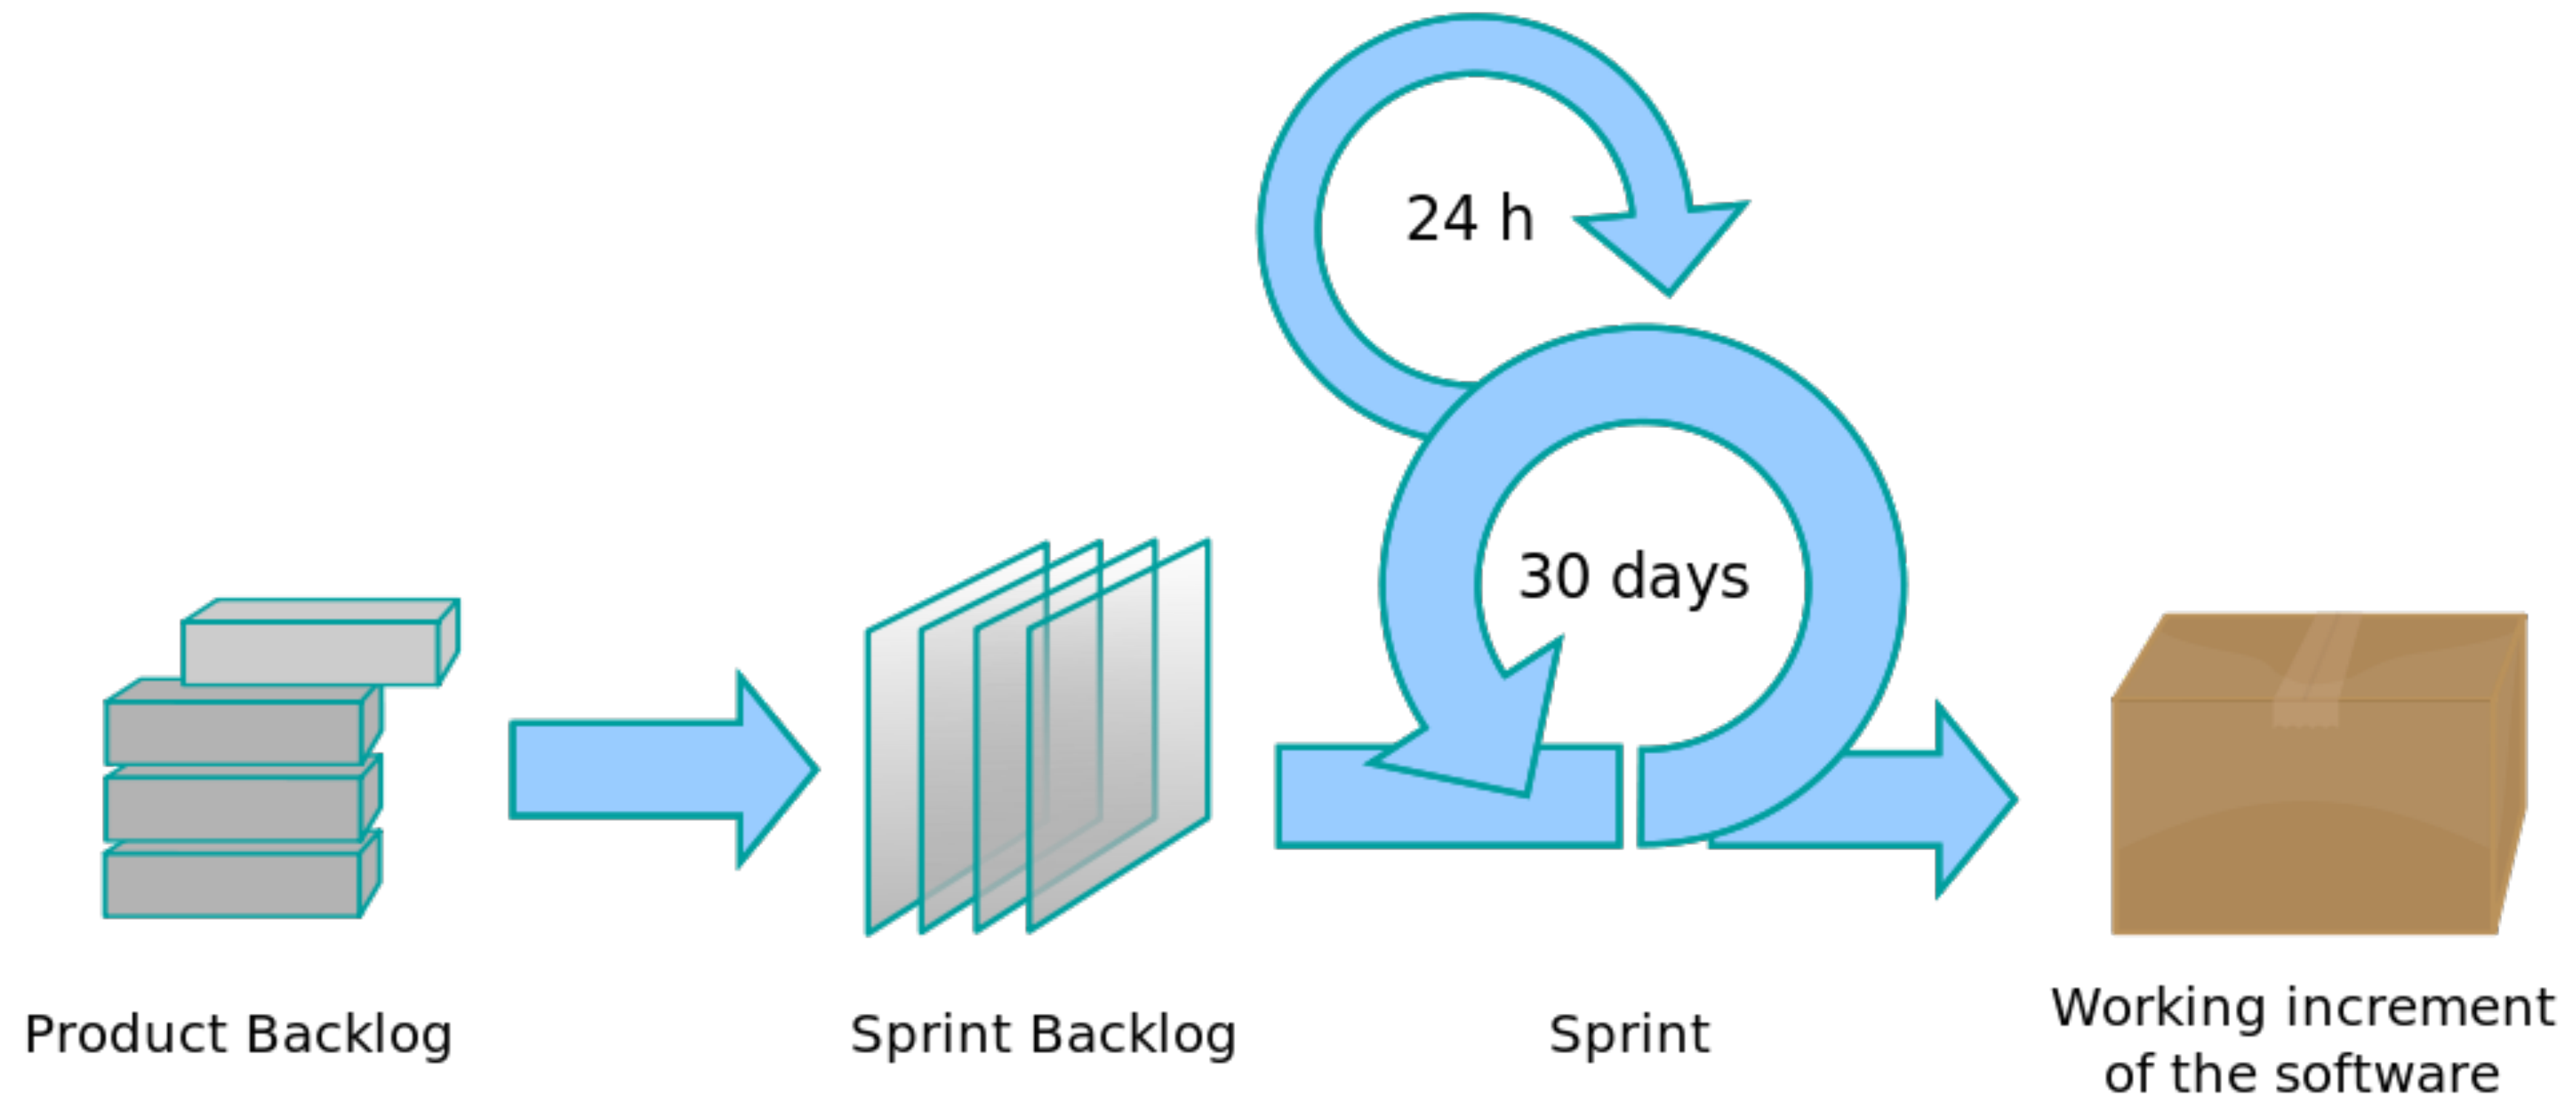 24 h
30 days
Product Backlog
Sprint Backlog
Sprint
Working increment
of the software